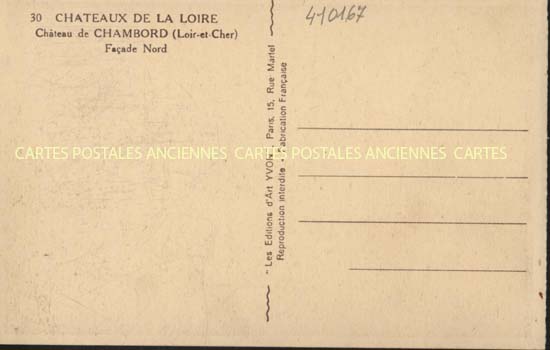 30 CHATEAUX DE LA LOIRE
Château de CHAMBORD (Loir-et-Cher)
Façade Nord
410167
"Les Editions d'Art YVON", Paris, 15, Rue Martel
Reproduction interdite - Fabrication Française
CARTES POSTALES ANCIENNES CARTES POSTALES ANCIENNES CARTES